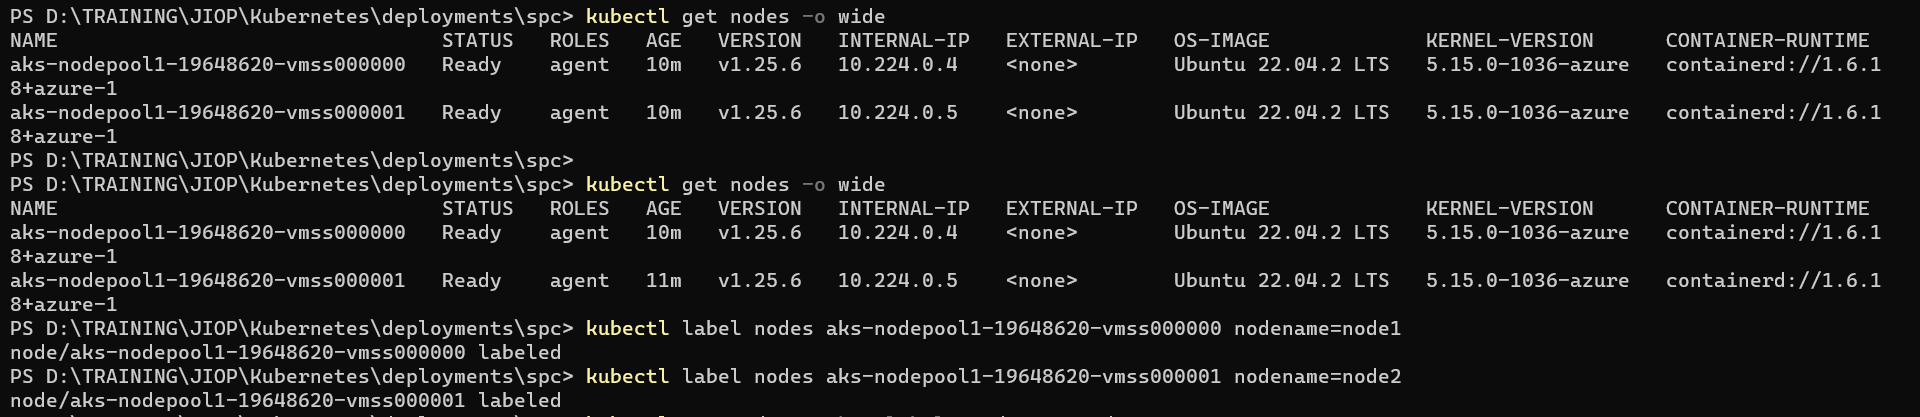 PS D:\TRAINING\JIOP\Kubernetes\deployments\spc> kubectl get nodes -o wide
NAME STATUS ROLES AGE VERSION INTERNAL-IP EXTERNAL-IP OS-IMAGE KERNEL-VERSION CONTAINER-RUNTIME
aks-nodepool1-19648620-vmss000000 Ready agent 10m v1.25.6 10.224.0.4 <none> Ubuntu 22.04.2 LTS 5.15.0-1036-azure containerd://1.6.1
8+azure-1
aks-nodepool1-19648620-vmss000001 Ready agent 10m v1.25.6 10.224.0.5 <none> Ubuntu 22.04.2 LTS 5.15.0-1036-azure containerd://1.6.1
8+azure-1
PS D:\TRAINING\JIOP\Kubernetes\deployments\spc>
PS D:\TRAINING\JIOP\Kubernetes\deployments\spc> kubectl get nodes -o wide
NAME STATUS ROLES AGE VERSION INTERNAL-IP EXTERNAL-IP OS-IMAGE KERNEL-VERSION CONTAINER-RUNTIME
aks-nodepool1-19648620-vmss000000 Ready agent 10m v1.25.6 10.224.0.4 <none> Ubuntu 22.04.2 LTS 5.15.0-1036-azure containerd://1.6.1
8+azure-1
aks-nodepool1-19648620-vmss000001 Ready agent 11m v1.25.6 10.224.0.5 <none> Ubuntu 22.04.2 LTS 5.15.0-1036-azure containerd://1.6.1
8+azure-1
PS D:\TRAINING\JIOP\Kubernetes\deployments\spc> kubectl label nodes aks-nodepool1-19648620-vmss000000 nodename=node1
node/aks-nodepool1-19648620-vmss000000 labeled
PS D:\TRAINING\JIOP\Kubernetes\deployments\spc> kubectl label nodes aks-nodepool1-19648620-vmss000001 nodename=node2
node/aks-nodepool1-19648620-vmss000001 labeled